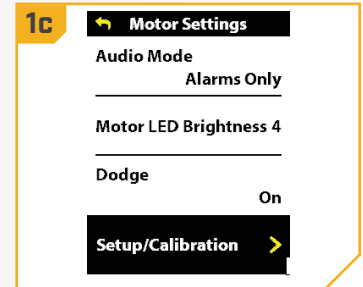 1c
Motor Settings
Audio Mode
Alarms Only
Motor LED Brightness 4
Dodge
On
Setup/Calibration